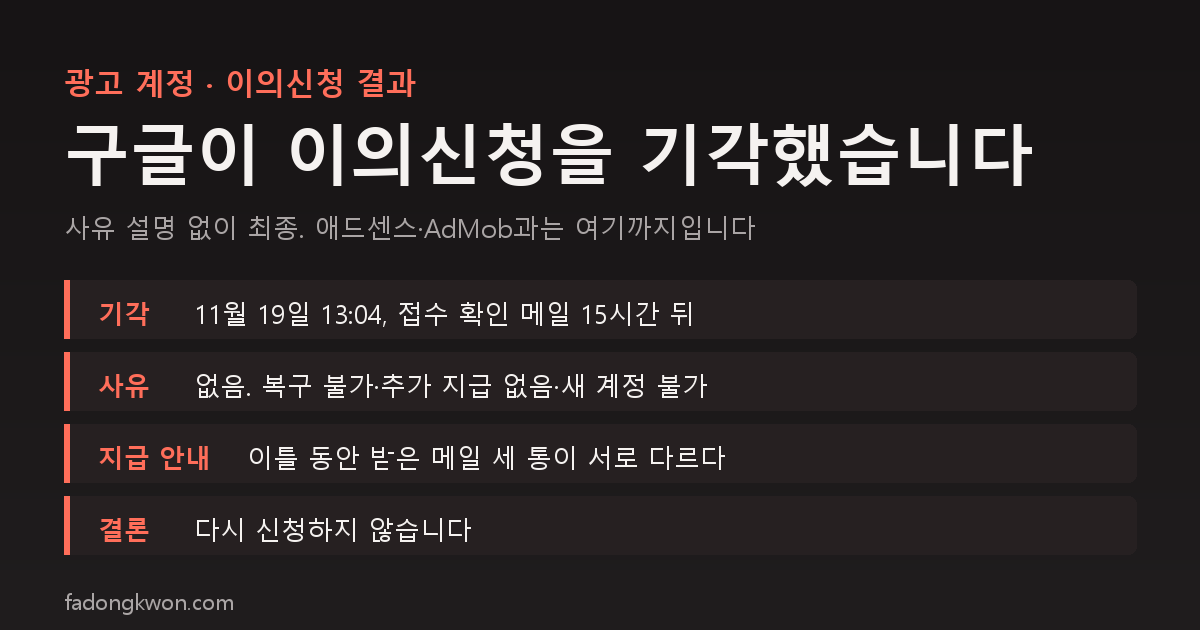 광고 계정 · 이의신청 결과
구글이 이의신청을 기각했습니다
사유 설명 없이 최종. 애드센스·AdMob과는 여기까지입니다
기각 11월 19일 13:04, 접수 확인 메일 15시간 뒤
사유 없음. 복구 불가·추가 지급 없음·새 계정 불가
지급 안내 이틀 동안 받은 메일 세 통이 서로 다르다
결론 다시 신청하지 않습니다
fadongkwon.com